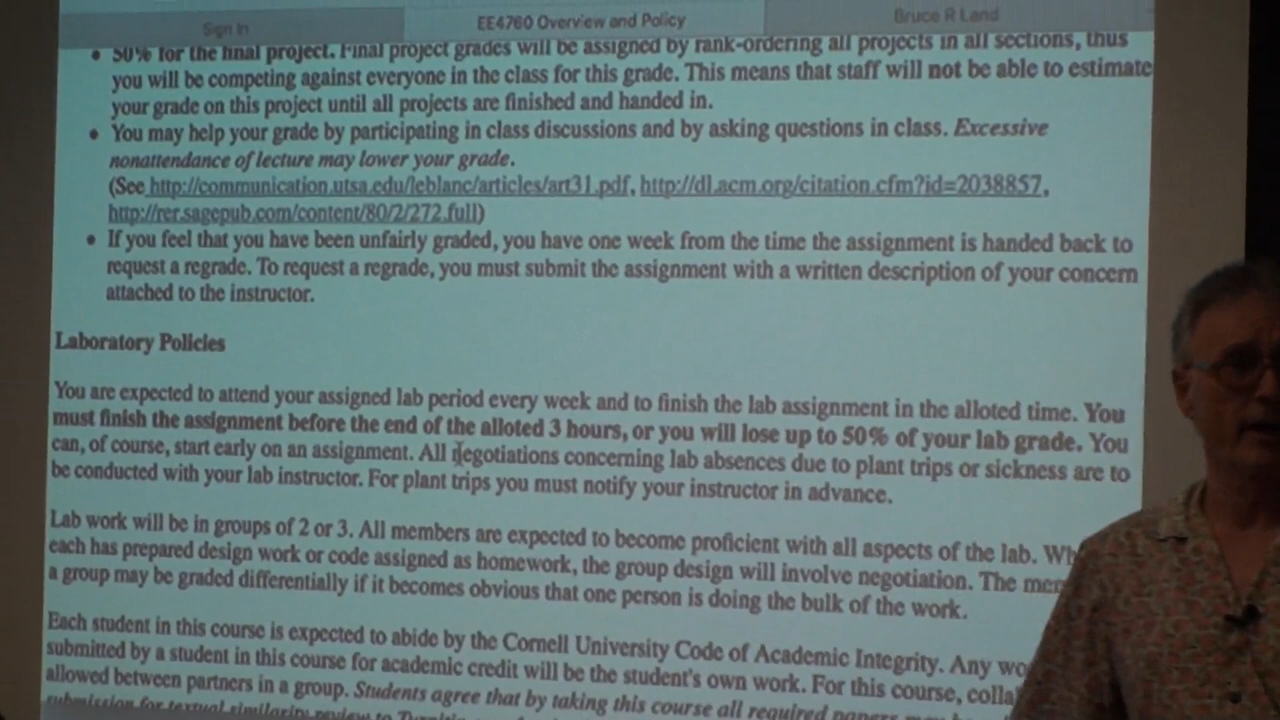 Sign In EE4760 Overview and Policy Bruce R Land
• 50% for the final project. Final project grades will be assigned by rank-ordering all projects in all sections, thus
you will be competing against everyone in the class for this grade. This means that staff will not be able to estimate
your grade on this project until all projects are finished and handed in.
• You may help your grade by participating in class discussions and by asking questions in class. Excessive
nonattendance of lecture may lower your grade.
(See http://communication.utsa.edu/leblanc/articles/art31.pdf, http://dl.acm.org/citation.cfm?id=2038857,
http://rer.sagepub.com/content/80/2/272.full)
• If you feel that you have been unfairly graded, you have one week from the time the assignment is handed back to
request a regrade. To request a regrade, you must submit the assignment with a written description of your concern
attached to the instructor.
Laboratory Policies
You are expected to attend your assigned lab period every week and to finish the lab assignment in the alloted time. You
must finish the assignment before the end of the alloted 3 hours, or you will lose up to 50% of your lab grade. You
can, of course, start early on an assignment. All negotiations concerning lab absences due to plant trips or sickness are to
be conducted with your lab instructor. For plant trips you must notify your instructor in advance.
Lab work will be in groups of 2 or 3. All members are expected to become proficient with all aspects of the lab. Wh
each has prepared design work or code assigned as homework, the group design will involve negotiation. The mem
a group may be graded differentially if it becomes obvious that one person is doing the bulk of the work.
Each student in this course is expected to abide by the Cornell University Code of Academic Integrity. Any wo
submitted by a student in this course for academic credit will be the student's own work. For this course, colla
allowed between partners in a group. Students agree that by taking this course all required papers may
submission for textual similarity review to